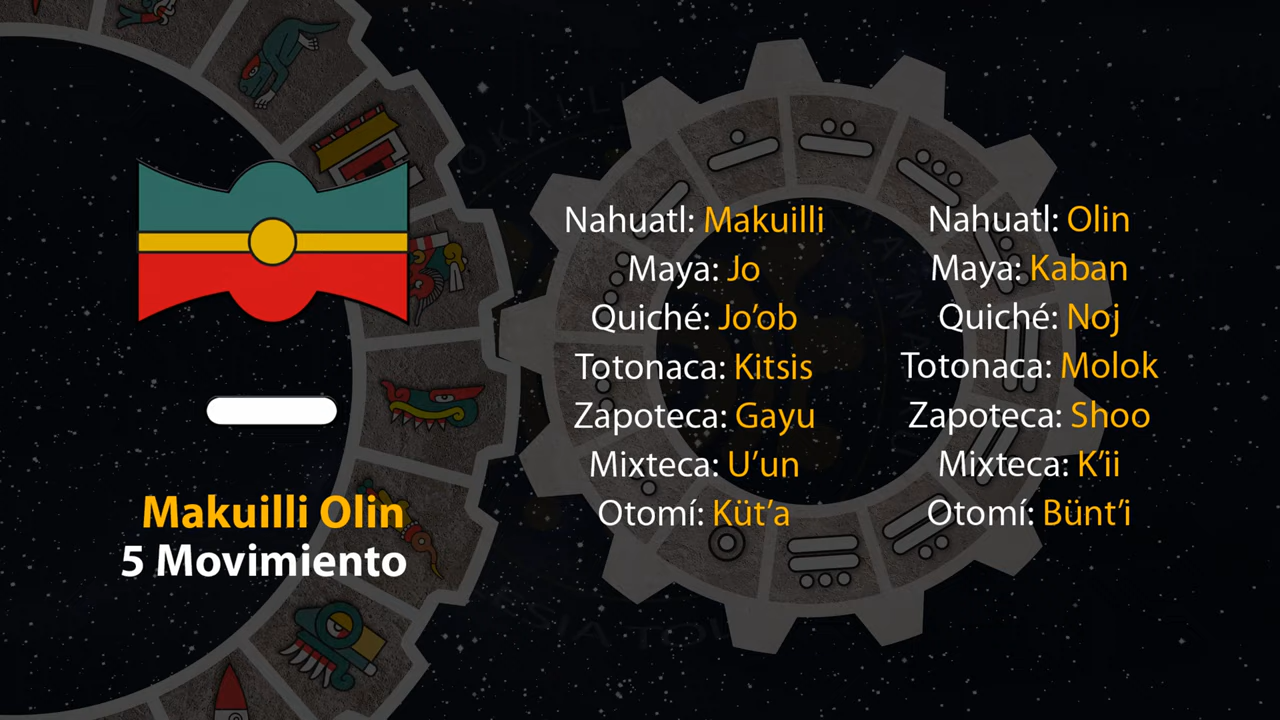 Makuilli Olin
5 Movimiento
Nahuatl: Makuilli
Maya: Jo
Quiché: Jo’ob
Totonaca: Kitsis
Zapoteca: Gayu
Mixteca: U’un
Otomí: Küt’a
Nahuatl: Olin
Maya: Kaban
Quiché: Noj
Totonaca: Molok
Zapoteca: Shoo
Mixteca: K’ii
Otomí: Bünt’i